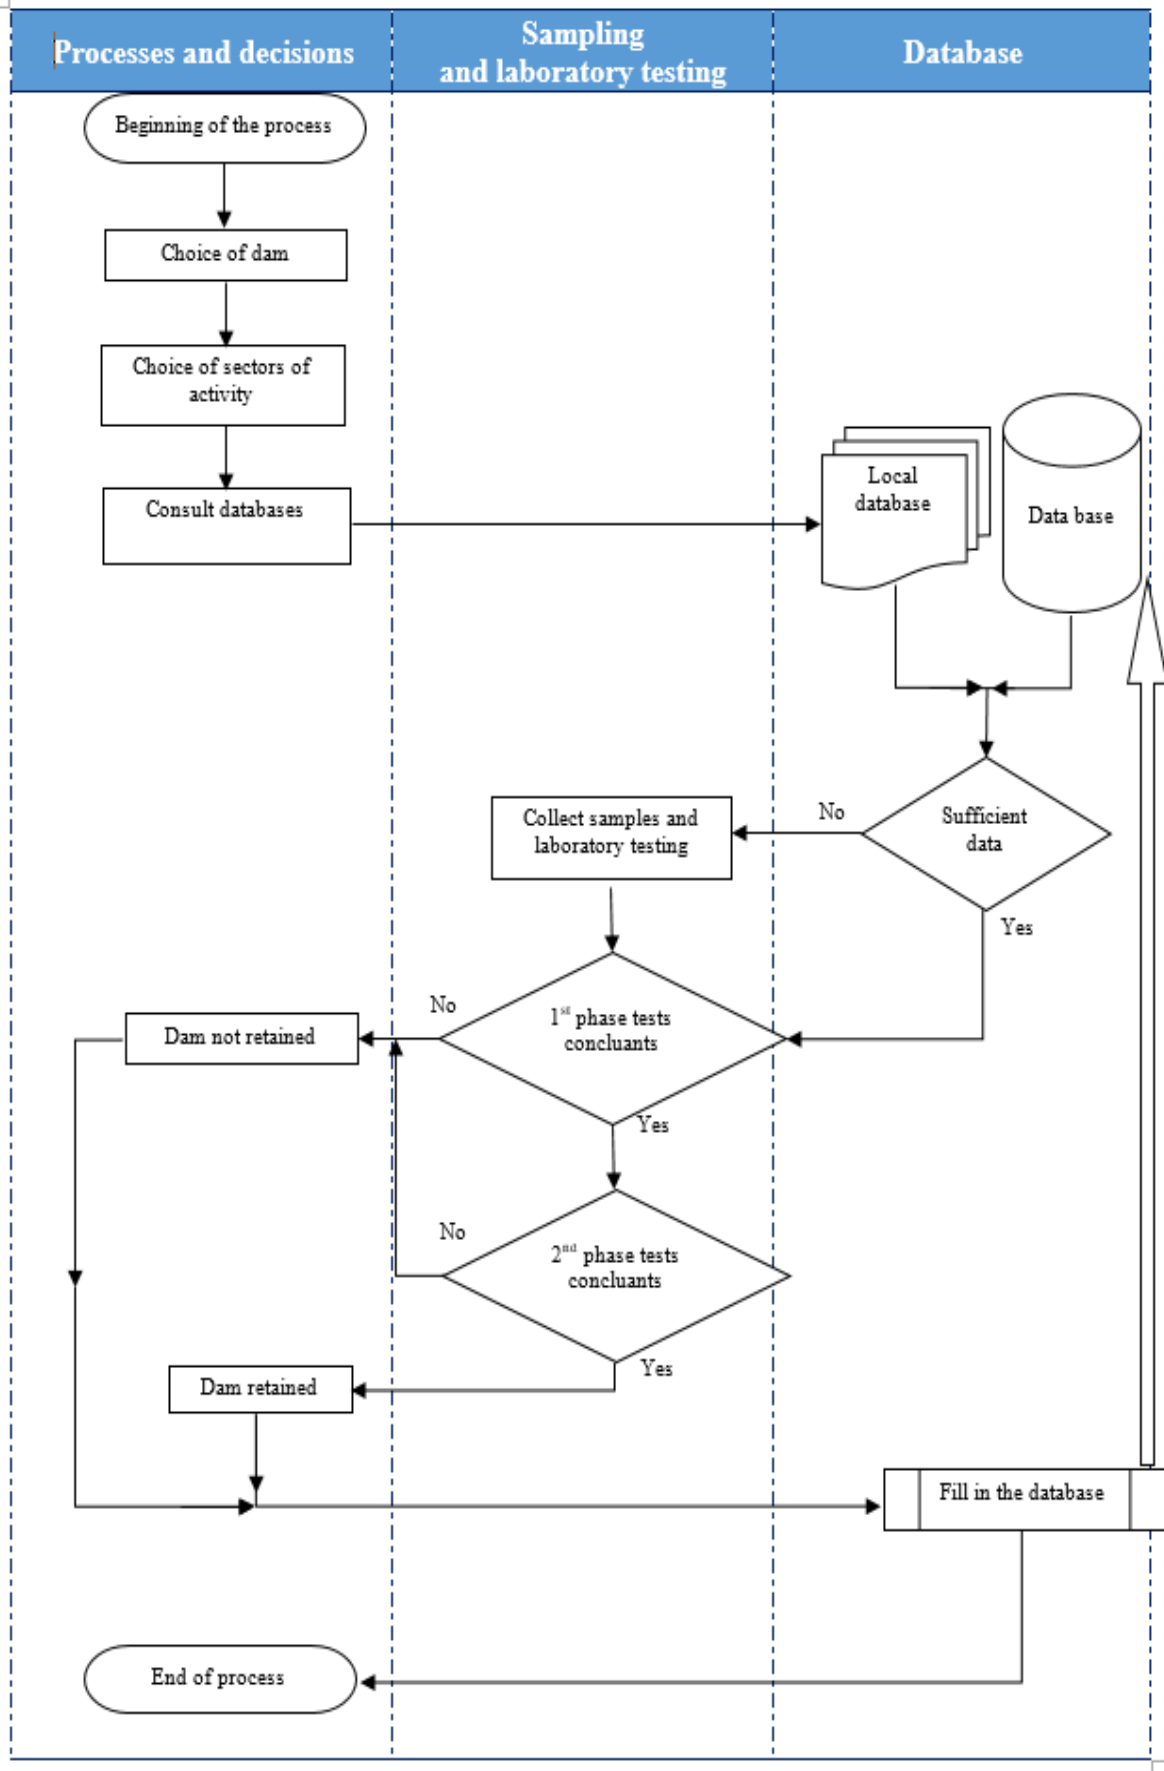 Processes and decisions
Sampling
and laboratory testing
Database
Beginning of the process
Choice of dam
Choice of sectors of
activity
Consult databases
Local
database
Data base
Sufficient
data
No
Yes
Collect samples and
laboratory testing
1st phase tests
concluants
No
Yes
Dam not retained
2nd phase tests
concluants
No
Yes
Dam retained
Fill in the database
End of process